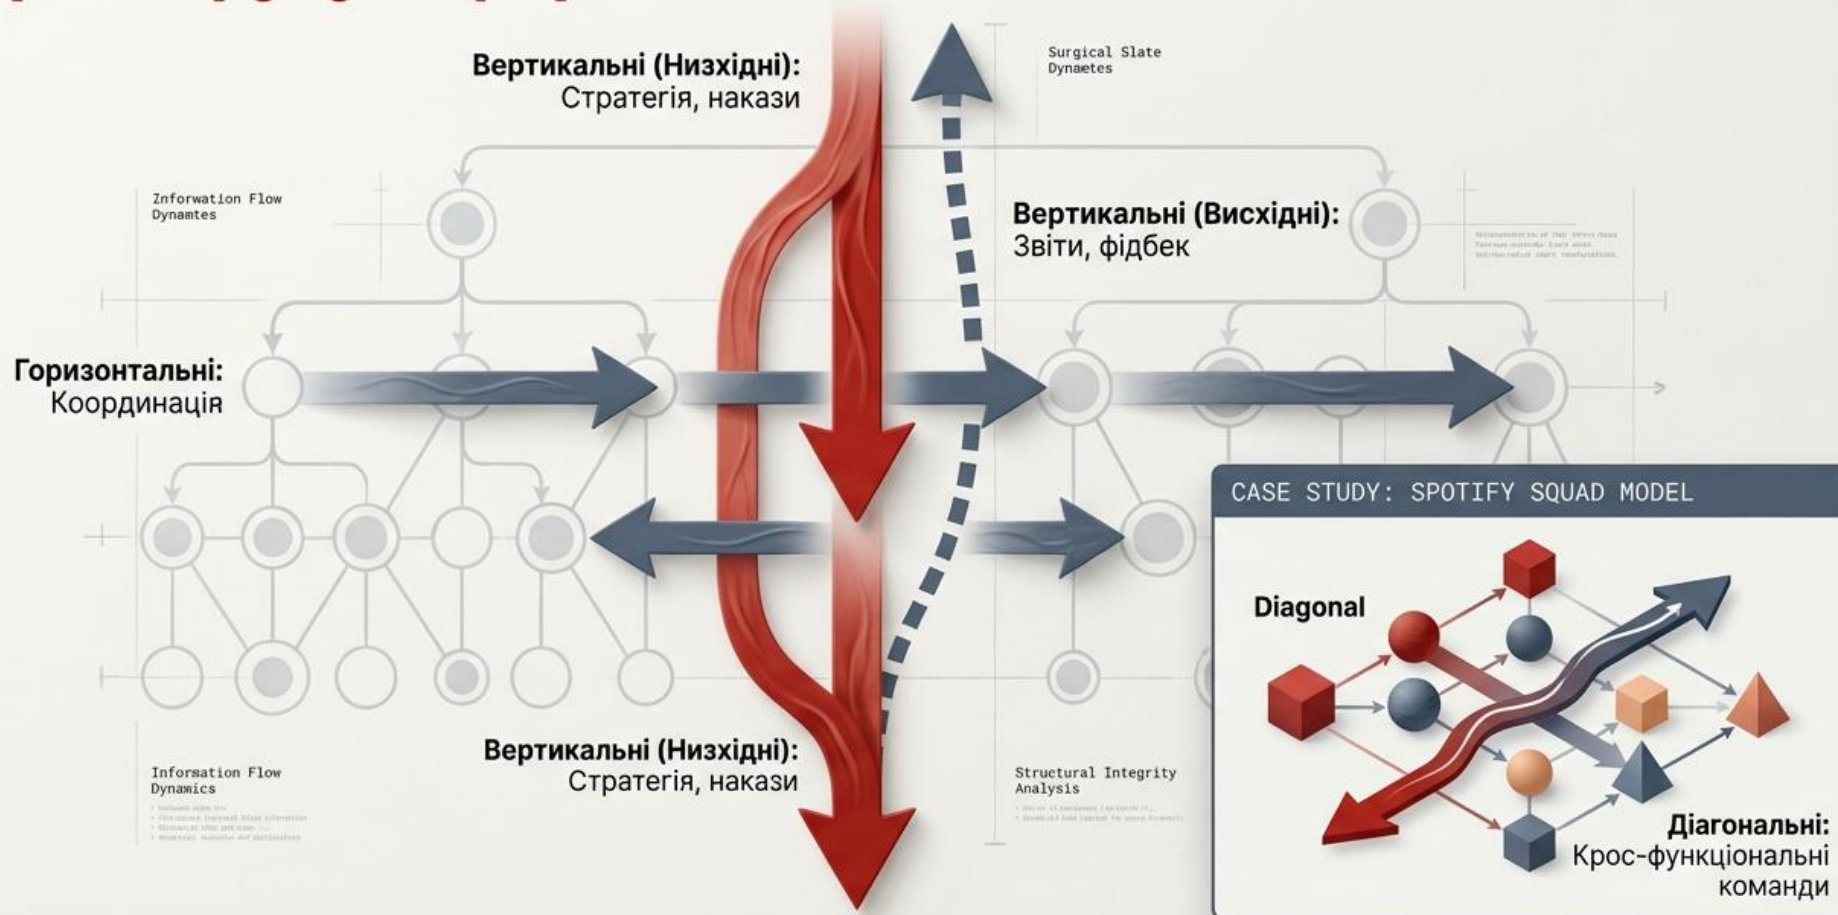 Вертикальні (Низхідні):
Стратегія, накази
Surgical Slate
Dynaetes
Znforwation Flow
Dynamtes
Вертикальні (Висхідні):
Звіти, фідбек
Горизонтальні:
Координація
CASE STUDY: SPOTIFY SQUAD MODEL
Diagonal
Вертикальні (Низхідні):
Стратегія, накази
Inforsation Flow
Dynamics
Structural Integrity
Analysis
Діагональні:
Крос-функціональні
команди